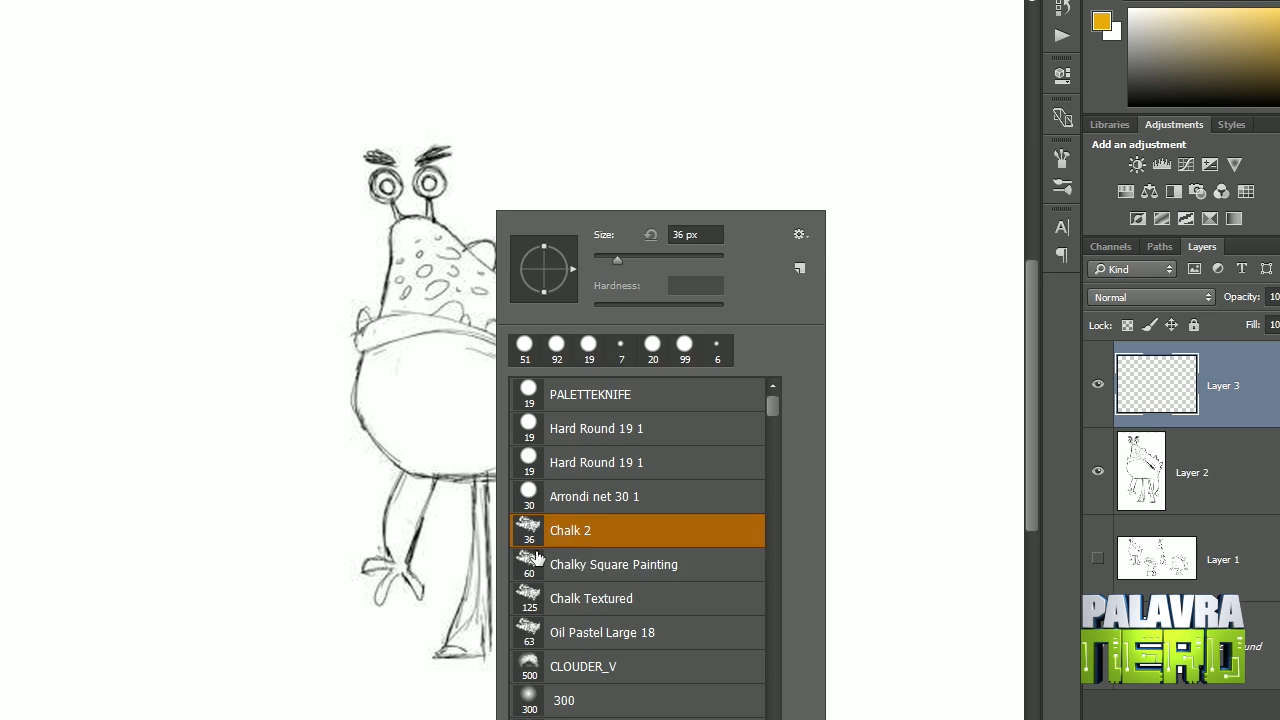 Size:
36 px
Hardness:
51
92
19
7
20
99
6
19
PALETTEKNIFE
19
Hard Round 19 1
19
Hard Round 19 1
30
Arrondi net 30 1
36
Chalk 2
60
Chalky Square Painting
125
Chalk Textured
63
Oil Pastel Large 18
500
CLOUDER_V
300
300
Libraries
Adjustments
Styles
Add an adjustment
Channels
Paths
Layers
Kind
Normal
Opacity:
10
Lock:
Fill:
10
Layer 3
Layer 2
Layer 1
PALAVRA
NERD